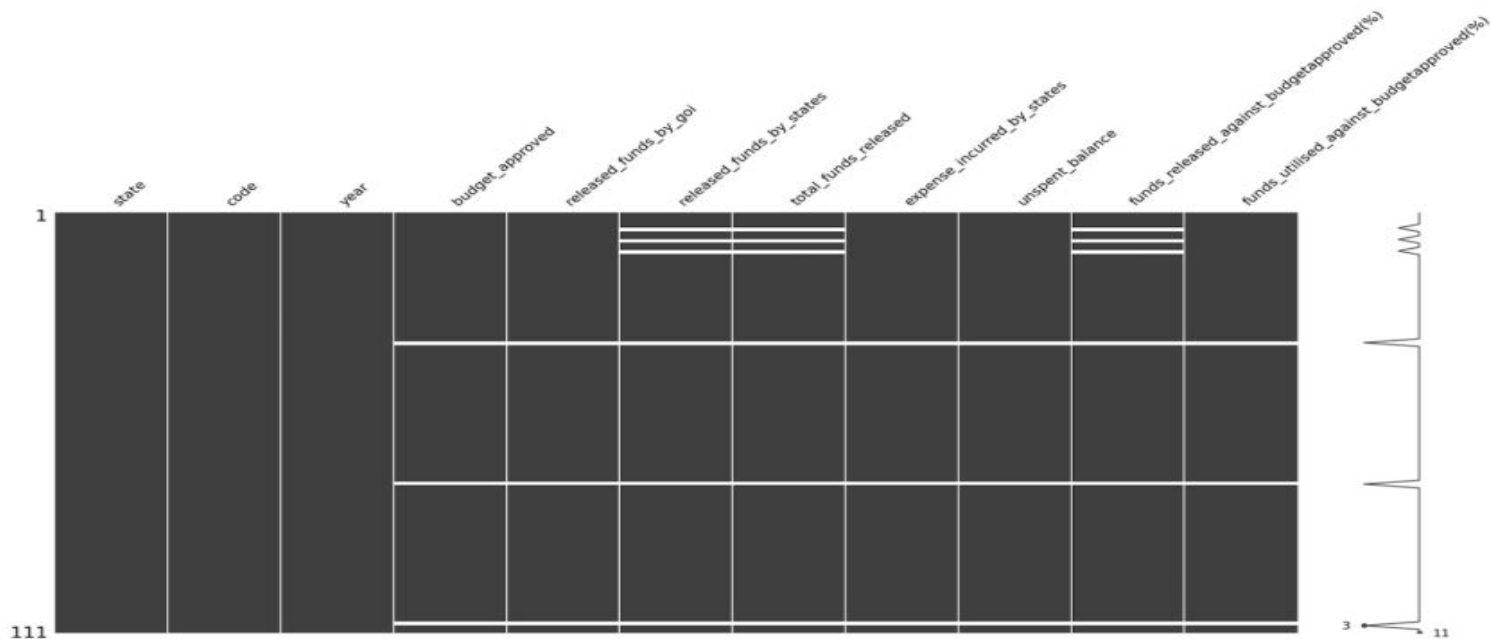 state
code
year
budget_approved
released_funds_by_goi
released_funds_by_states
total_funds_released
expense_incurred_by_states
unspent_balance
funds_released_against_budgetapproved(%)
funds_utilised_against_budgetapproved(%)
1
111
3
11